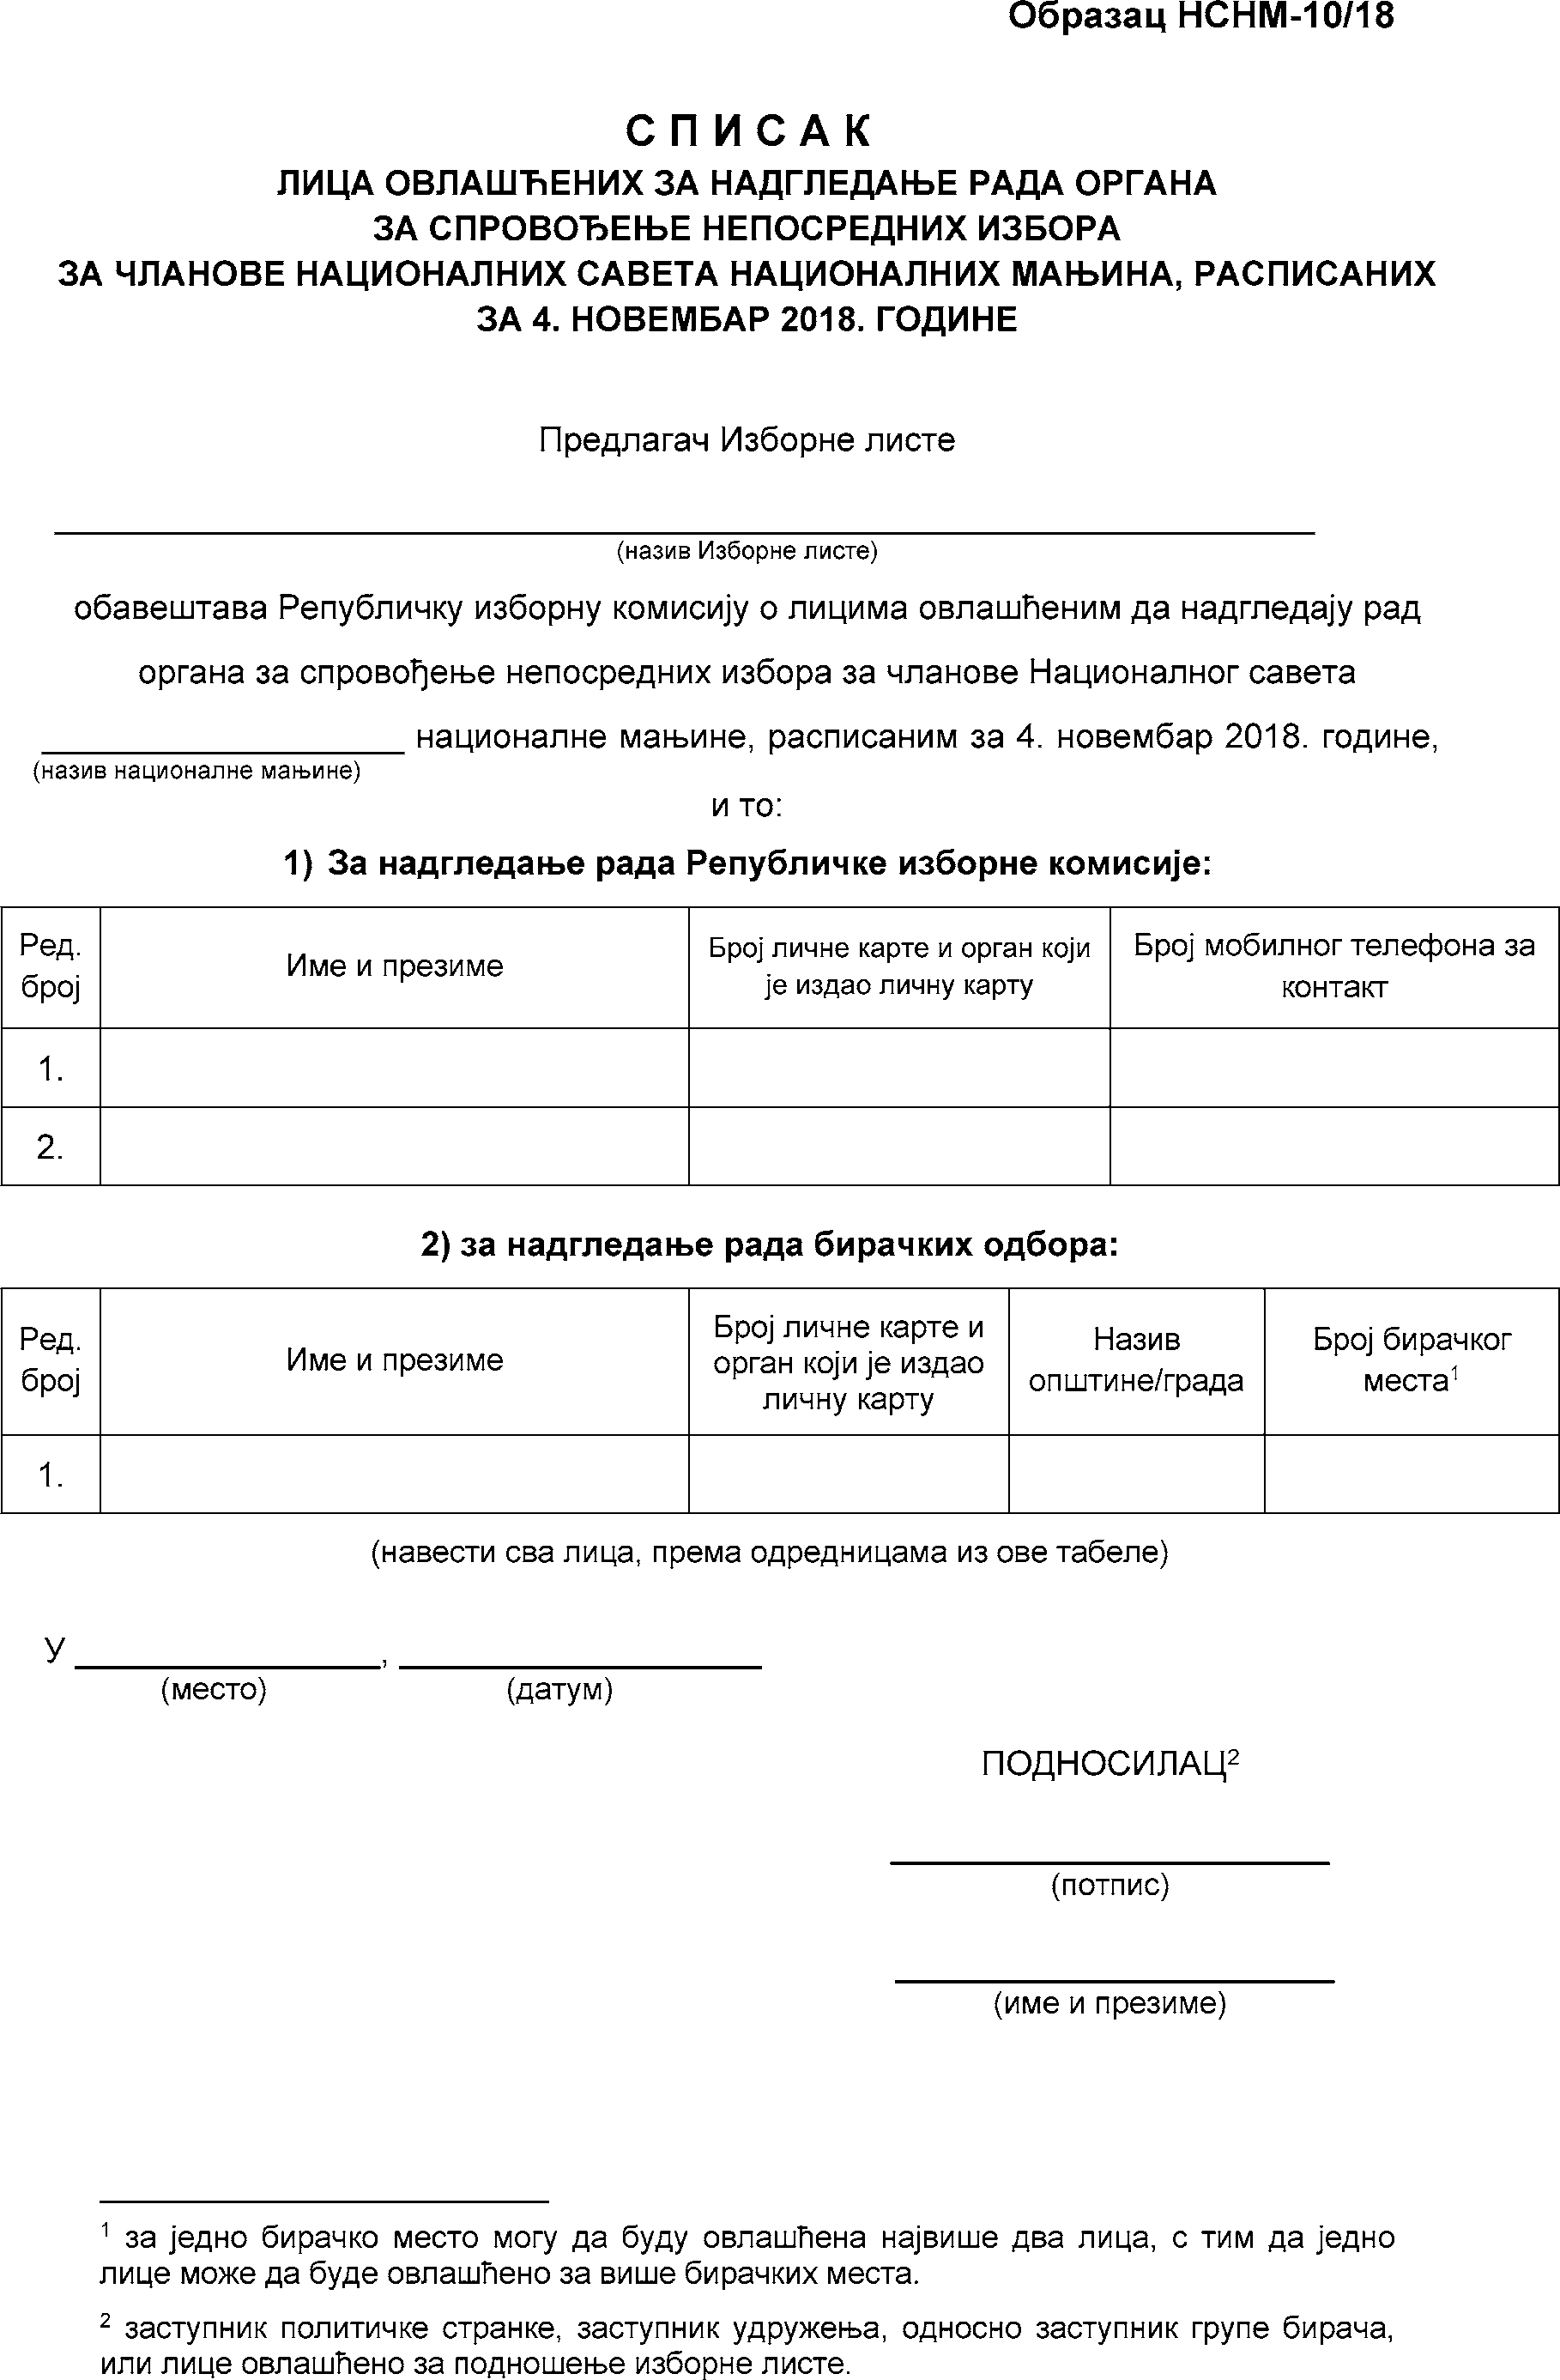 Образац НСНМ-10/18
С П И С А К
ЛИЦА ОВЛАШЋЕНИХ ЗА НАДГЛЕДАЊЕ РАДА ОРГАНА
ЗА СПРОВОЂЕЊЕ НЕПОСРЕДНИХ ИЗБОРА
ЗА ЧЛАНОВЕ НАЦИОНАЛНИХ САВЕТА НАЦИОНАЛНИХ МАЊИНА, РАСПИСАНИХ
ЗА 4. НОВЕМБАР 2018. ГОДИНЕ
Предлагач Изборне листе
(назив Изборне листе)
обавештава Републичку изборну комисију о лицима овлашћеним да надгледају рад
органа за спровођење непосредних избора за чланове Националног савета
националне мањине, расписаним за 4. новембар 2018. године,
(назив националне мањине)
и то:
1) За надгледање рада Републичке изборне комисије:
Ред.
број
Име и презиме
Број личне карте и орган који
је издао личну карту
Број мобилног телефона за
контакт
1.
2.
2) за надгледање рада бирачких одбора:
Ред.
број
Име и презиме
Број личне карте и
орган који је издао
личну карту
Назив
општине/града
Број бирачког
места¹
1.
(навести сва лица, према одредницама из ове табеле)
У ________________, ___________________
(место) (датум)
ПОДНОСИЛАЦ²
(потпис)
(име и презиме)
¹ за једно бирачко место могу да буду овлашћена највише два лица, с тим да једно
лице може да буде овлашћено за више бирачких места.
² заступник политичке странке, заступник удружења, односно заступник групе бирача,
или лице овлашћено за подношење изборне листе.